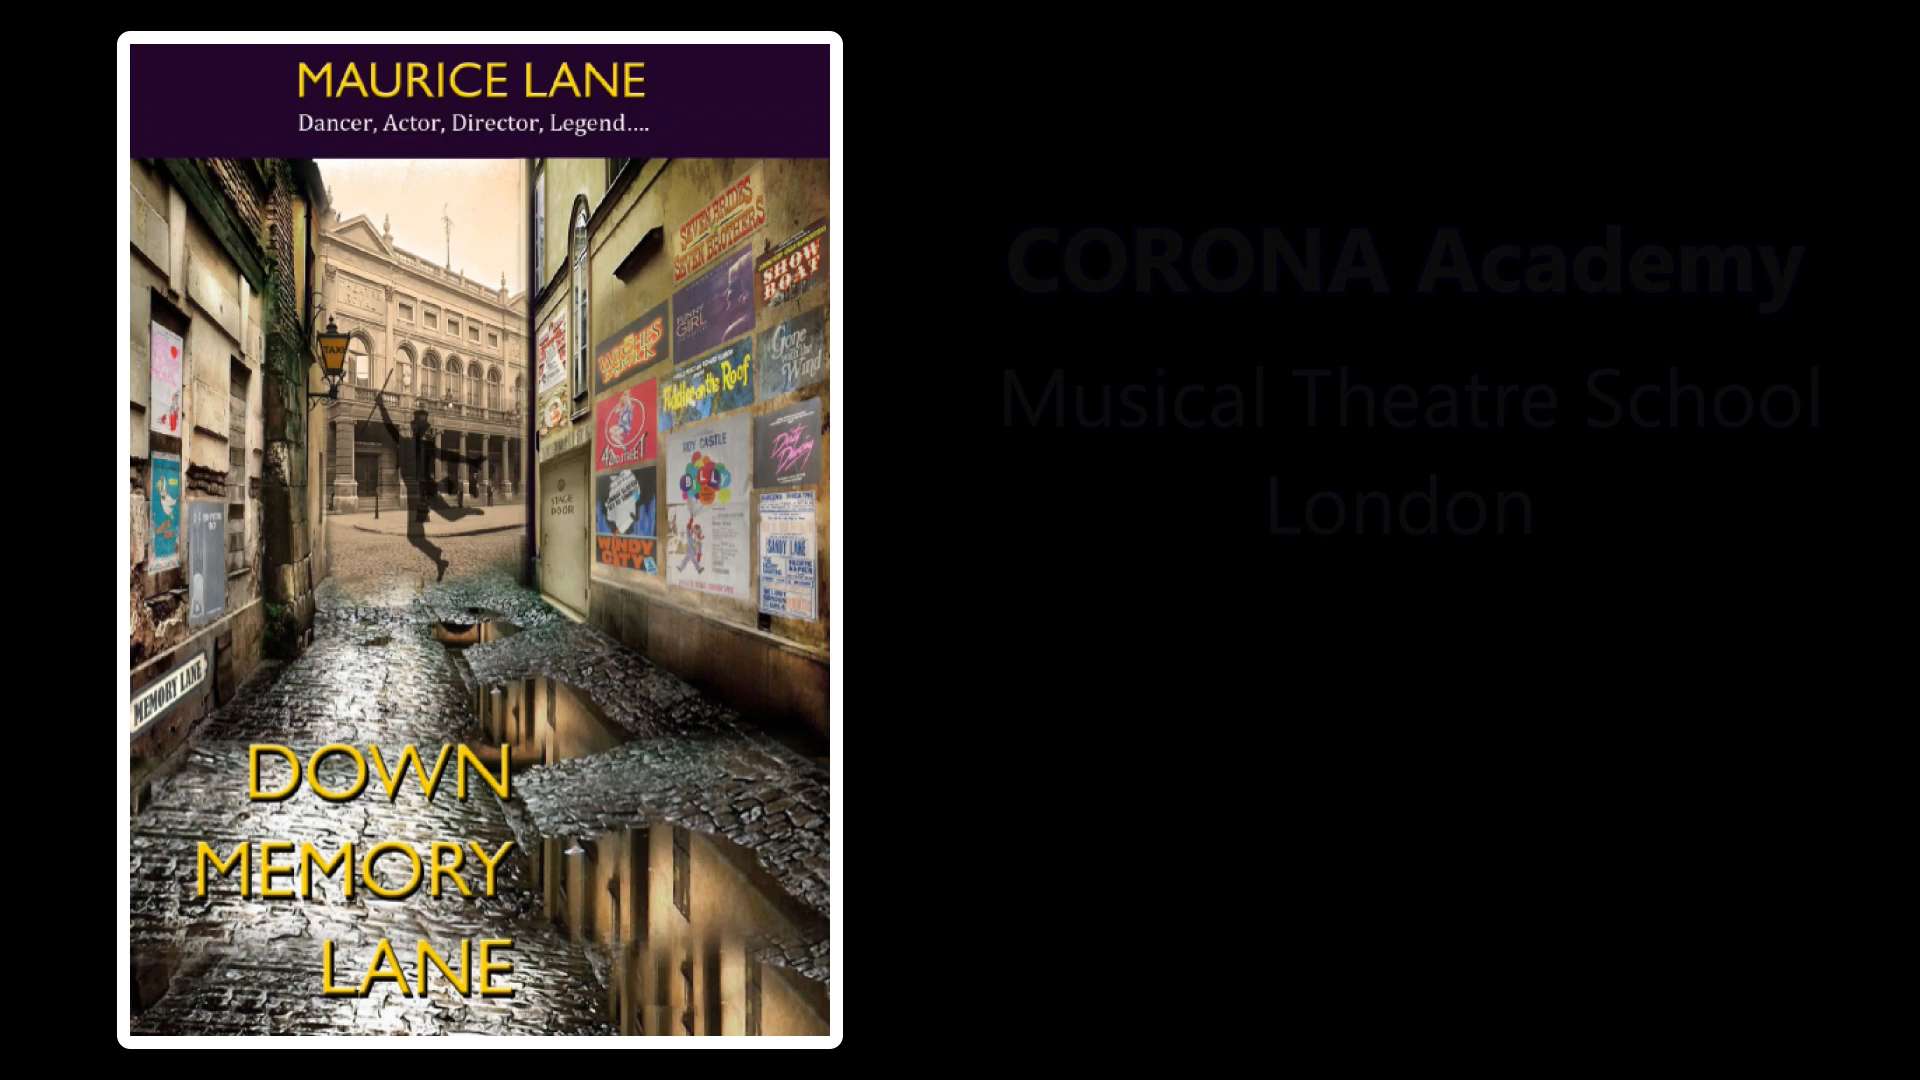 MAURICE LANE
Dancer, Actor, Director, Legend....
SEVEN BRIDES
SEVEN BROTHERS
SHOW
BOAT
FUNNY
GIRL
Gone
with the
Wind
Fiddler on the Roof
TAXI
42ND STREET
ROY CASTLE
BILLY
Dirty
Dancing
STAGE
DOOR
WINDY
CITY
SANDY LANE
MEMORY LANE
DOWN
MEMORY
LANE
CORONA Academy
Musical Theatre School
London